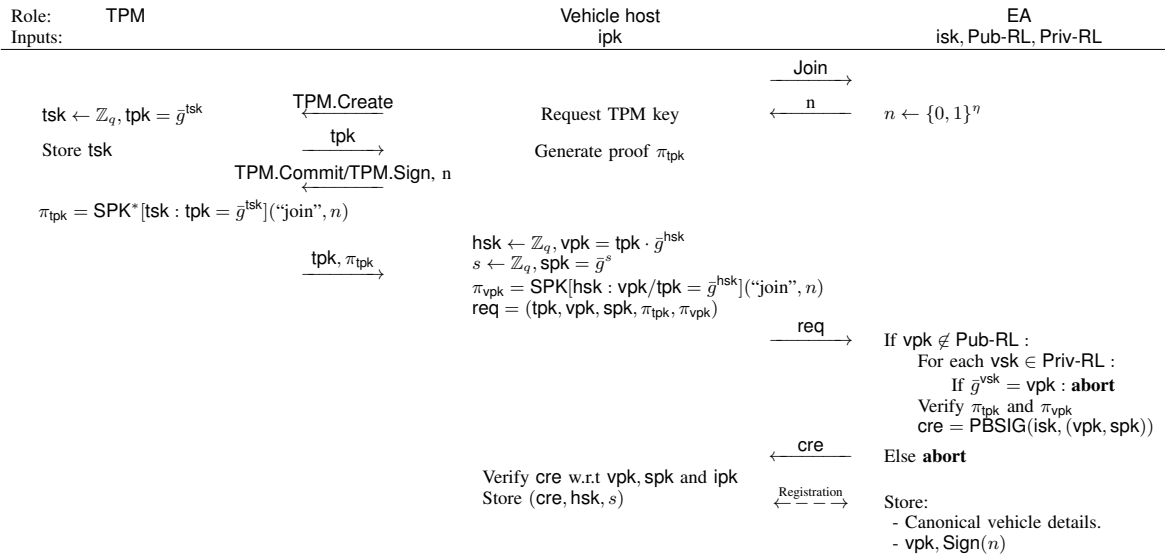 Role: TPM Vehicle host EA
Inputs: ipk isk, Pub-RL, Priv-RL
Join
tsk ← ℤ_q, tpk = ḡ^tsk TPM.Create Request TPM key n n ← {0, 1}^η
Store tsk tpk Generate proof π_tpk
TPM.Commit/TPM.Sign, n
π_tpk = SPK*[tsk : tpk = ḡ^tsk](“join”, n)
hsk ← ℤ_q, vpk = tpk · ḡ^hsk
tpk, π_tpk s ← ℤ_q, spk = ḡ^s
π_vpk = SPK[hsk : vpk/tpk = ḡ^hsk](“join”, n)
req = (tpk, vpk, spk, π_tpk, π_vpk)
req If vpk ∉ Pub-RL :
For each vsk ∈ Priv-RL :
If ḡ^vsk = vpk : abort
Verify π_tpk and π_vpk
cre = PBSIG(isk, (vpk, spk))
cre Else abort
Verify cre w.r.t vpk, spk and ipk
Store (cre, hsk, s) Registration Store:
- Canonical vehicle details.
- vpk, Sign(n)